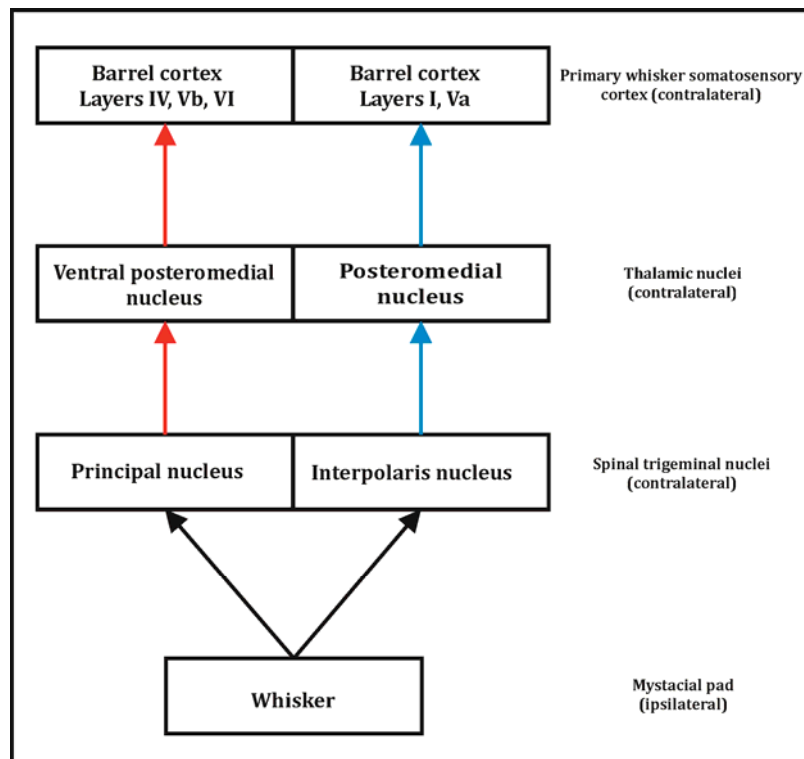 Barrel cortex
Layers IV, Vb, VI
Barrel cortex
Layers I, Va
Primary whisker somatosensory
cortex (contralateral)
Ventral posteromedial
nucleus
Posteromedial
nucleus
Thalamic nuclei
(contralateral)
Principal nucleus
Interpolaris nucleus
Spinal trigeminal nuclei
(contralateral)
Whisker
Mystacial pad
(ipsilateral)